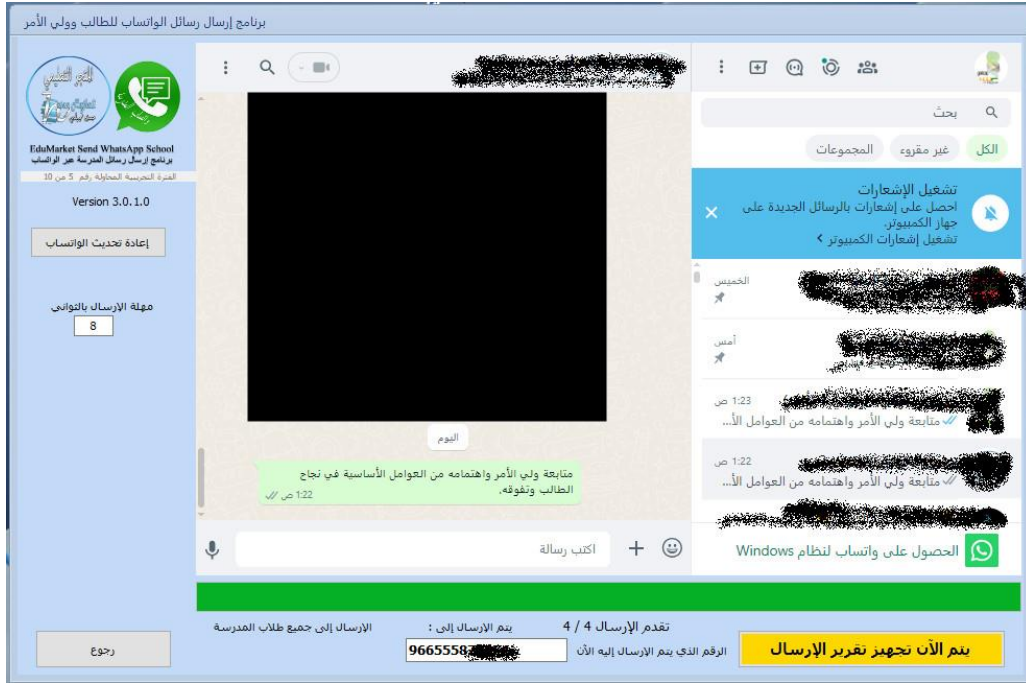 برنامج إرسال رسائل الواتساب للطالب وولي الأمر
EduMarket Send WhatsApp School
برنامج إرسال رسائل المدرسة عبر الواتساب
الفترة التجريبية المحاولة رقم 5 من 10
Version 3.0.1.0
إعادة تحديث الواتساب
مهلة الإرسال بالثواني
8
بحث
الكل
غير مقروء
المجموعات
تشغيل الإشعارات
احصل على إشعارات بالرسائل الجديدة على
جهاز الكمبيوتر.
تشغيل إشعارات الكمبيوتر
الخميس
أمس
1:23 ص
متابعة ولي الأمر واهتمامه من العوامل الأ...
1:22 ص
متابعة ولي الأمر واهتمامه من العوامل الأ...
الحصول على واتساب لنظام Windows
اليوم
متابعة ولي الأمر واهتمامه من العوامل الأساسية في نجاح
الطالب وتفوقه.
1:22 ص
اكتب رسالة
تقدم الإرسال 4 / 4
يتم الإرسال إلى :
الإرسال إلى جميع طلاب المدرسة
يتم الآن تجهيز تقرير الإرسال
الرقم الذي يتم الإرسال إليه الآن
9665558
رجوع